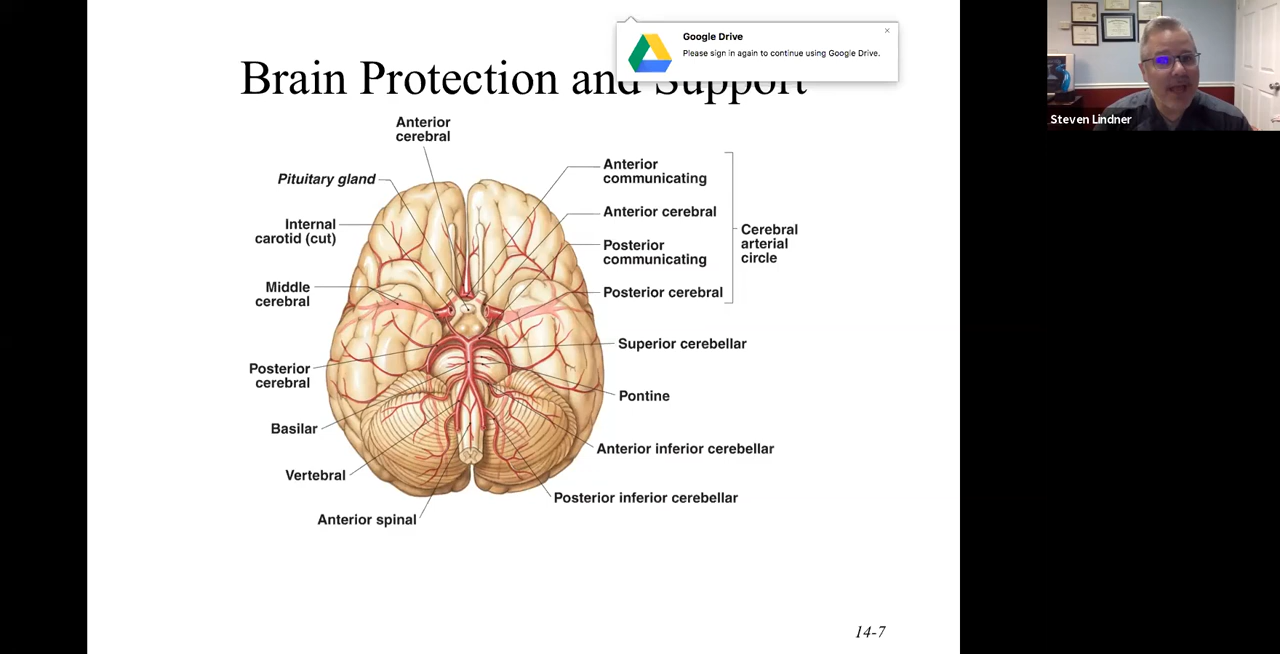 Google Drive
Please sign in again to continue using Google Drive.
Brain Protection and Support
Steven Lindner
Anterior
cerebral
Pituitary gland
Internal
carotid (cut)
Middle
cerebral
Posterior
cerebral
Basilar
Vertebral
Anterior spinal
Anterior
communicating
Anterior cerebral
Posterior
communicating
Posterior cerebral
Cerebral
arterial
circle
Superior cerebellar
Pontine
Anterior inferior cerebellar
Posterior inferior cerebellar
14-7